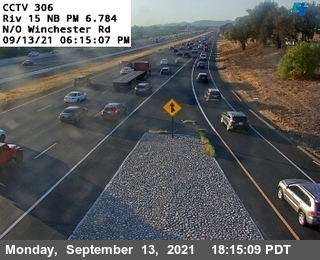 CCTV 306
Riv 15 NB PM 6.784
N/O Winchester Rd
09/13/21 06:15:07 PM
Monday, September 13, 2021 18:15:09 PDT